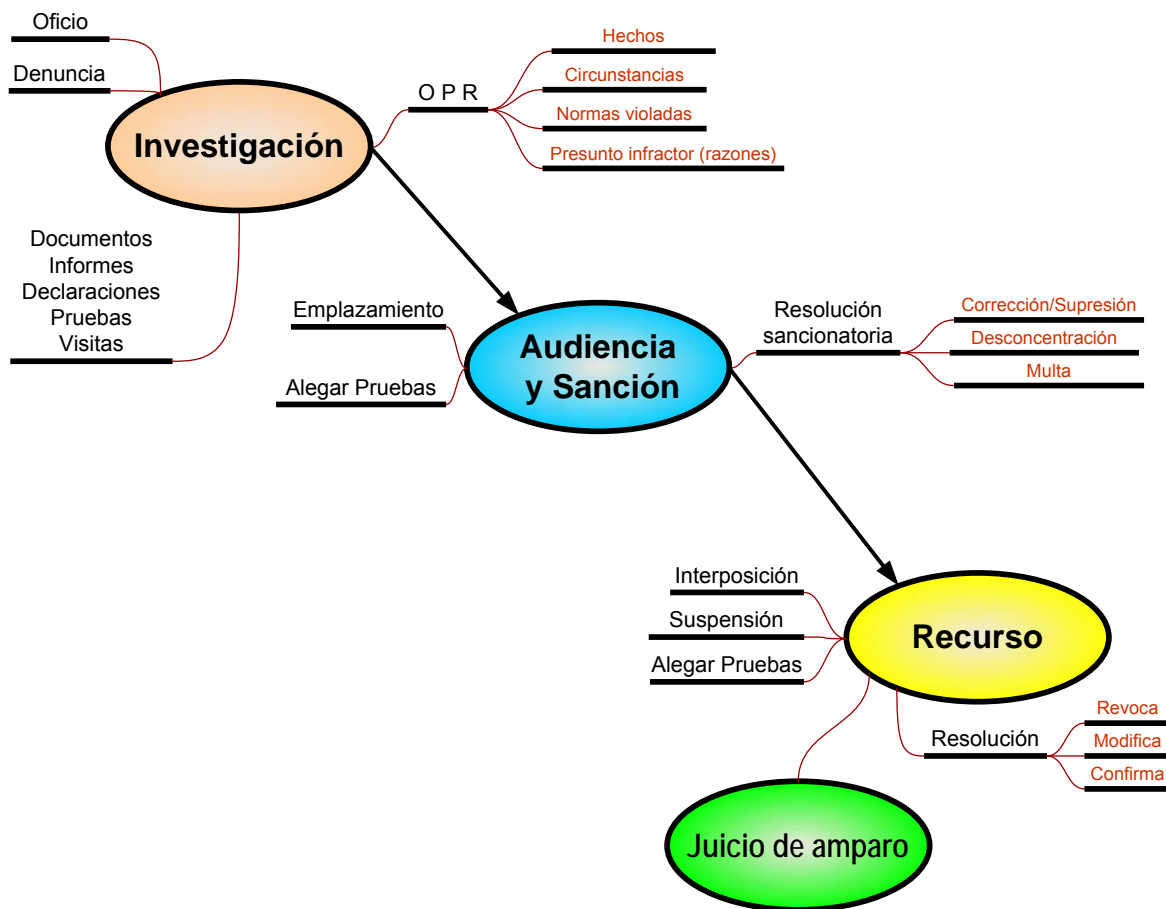 Oficio
Denuncia
Investigación
O P R
Hechos
Circunstancias
Normas violadas
Presunto infractor (razones)
Documentos
Informes
Declaraciones
Pruebas
Visitas
Emplazamiento
Alegar Pruebas
Audiencia
y Sanción
Resolución
sancionatoria
Corrección/Supresión
Desconcentración
Multa
Interposición
Suspensión
Alegar Pruebas
Recurso
Resolución
Revoca
Modifica
Confirma
Juicio de amparo